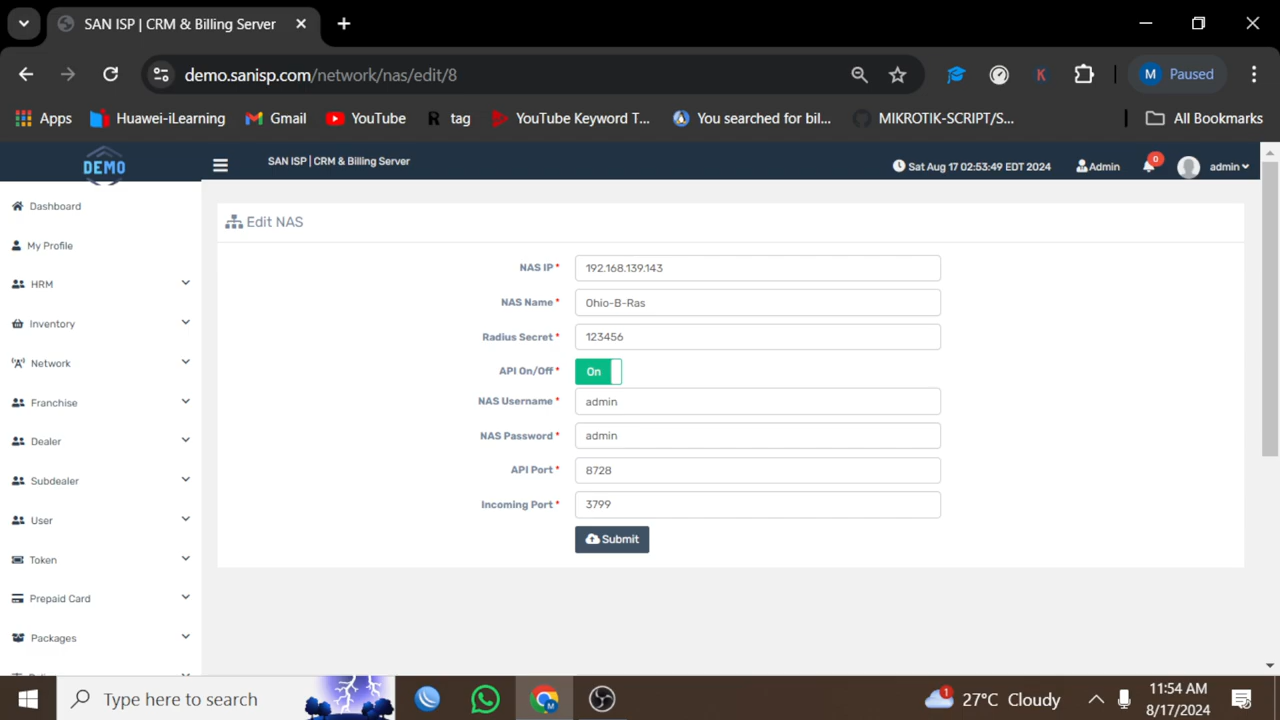 SAN ISP | CRM & Billing Server
demo.sanisp.com/network/nas/edit/8
M Paused
Apps Huawei-iLearning Gmail YouTube R tag YouTube Keyword T... You searched for bil... MIKROTIK-SCRIPT/S... All Bookmarks
DEMO SAN ISP | CRM & Billing Server Sat Aug 17 02:53:49 EDT 2024 Admin 0 admin
Dashboard
My Profile
HRM
Inventory
Network
Franchise
Dealer
Subdealer
User
Token
Prepaid Card
Packages
Edit NAS
NAS IP * 192.168.139.143
NAS Name * Ohio-B-Ras
Radius Secret * 123456
API On/Off * On
NAS Username * admin
NAS Password * admin
API Port * 8728
Incoming Port * 3799
Submit
Type here to search 1 27°C Cloudy 11:54 AM
8/17/2024